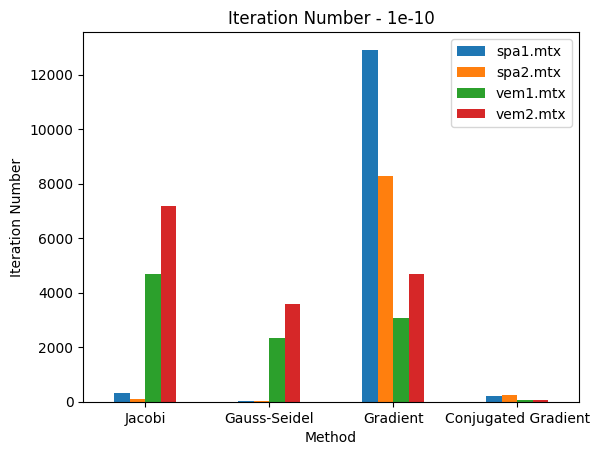 Iteration Number - 1e-10
spa1.mtx
spa2.mtx
vem1.mtx
vem2.mtx
12000
10000
8000
6000
4000
2000
0
Iteration Number
Jacobi Gauss-Seidel Gradient Conjugated Gradient
Method